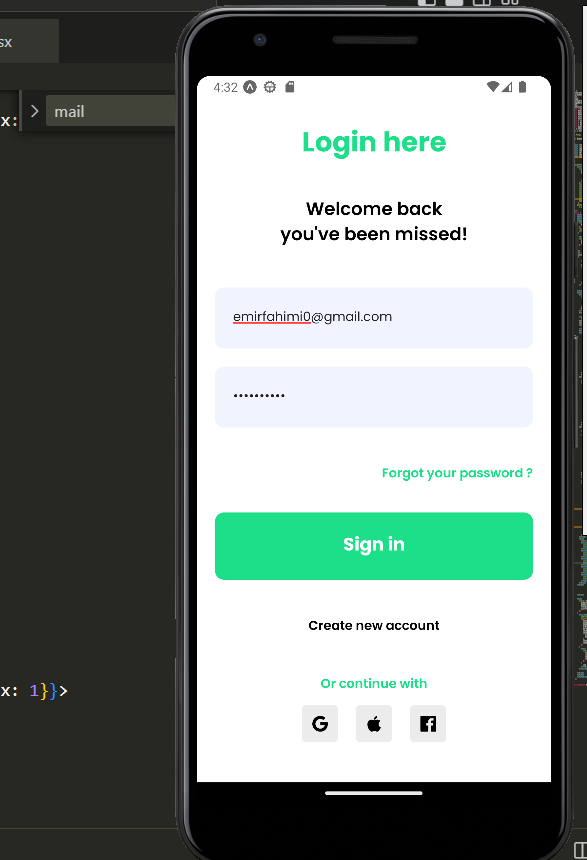 sx
x:
mail
4:32
Login here
Welcome back
you've been missed!
emirfahimi0@gmail.com
••••••••••
Forgot your password ?
Sign in
Create new account
Or continue with
G
x: 1}}>